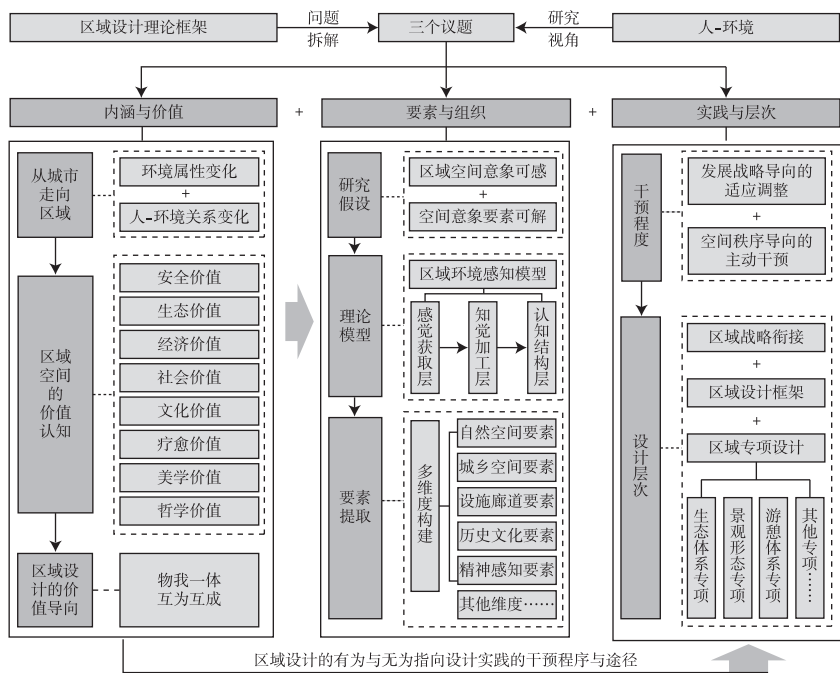 区域设计理论框架
问题
拆解
三个议题
研究
视角
人-环境
内涵与价值
+
要素与组织
+
实践与层次
从城市
走向
区域
环境属性变化
+
人-环境关系变化
区域
空间
的
价值
认知
安全价值
生态价值
经济价值
社会价值
文化价值
疗愈价值
美学价值
哲学价值
区域设
计的价
值导向
物我一体
互为互成
研究
假设
区域空间意象可感
+
空间意象要素可解
理论
模型
区域环境感知模型
感觉获取层
知觉加工层
认知结构层
要素
提取
多维度构建
自然空间要素
城乡空间要素
设施廊道要素
历史文化要素
精神感知要素
其他维度……
干预程度
发展战略导向的
适应调整
+
空间秩序导向的
主动干预
设计层次
区域战略衔接
+
区域设计框架
+
区域专项设计
生态体系专项
景观形态专项
游憩体系专项
其他专项……
区域设计的有为与无为指向设计实践的干预程序与途径